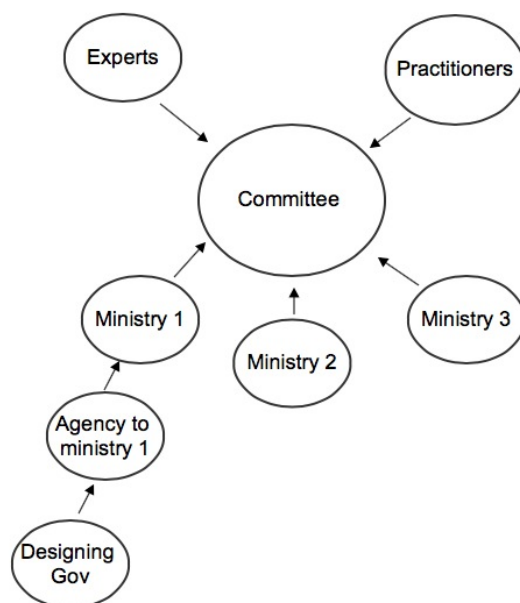 Experts
Practitioners
Committee
Ministry 1
Ministry 2
Ministry 3
Agency to
ministry 1
Designing
Gov